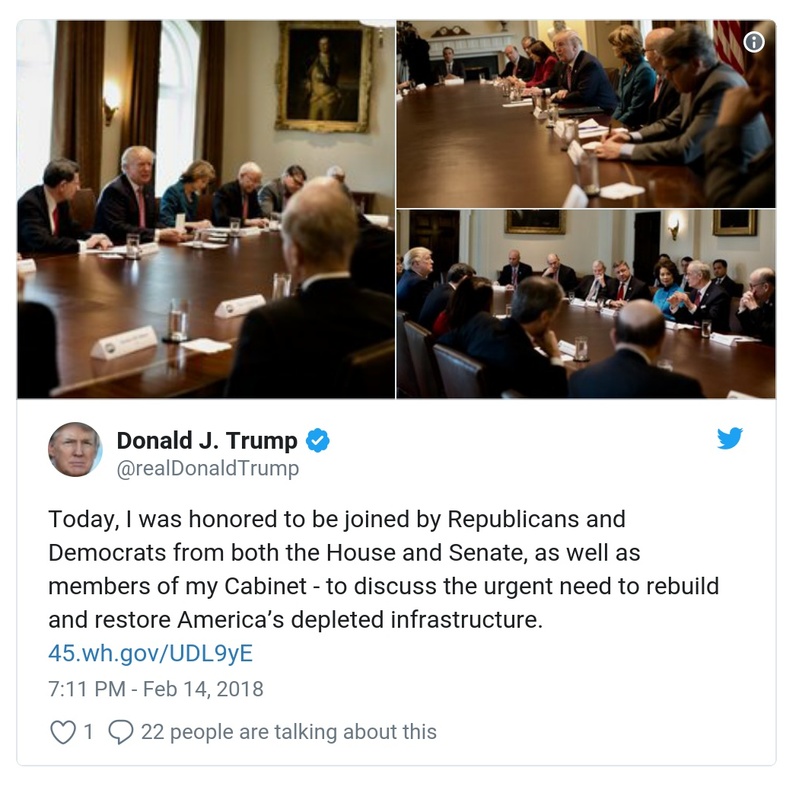 Donald J. Trump
@realDonaldTrump
Today, I was honored to be joined by Republicans and
Democrats from both the House and Senate, as well as
members of my Cabinet - to discuss the urgent need to rebuild
and restore America’s depleted infrastructure.
45.wh.gov/UDL9yE
7:11 PM - Feb 14, 2018
1 22 people are talking about this